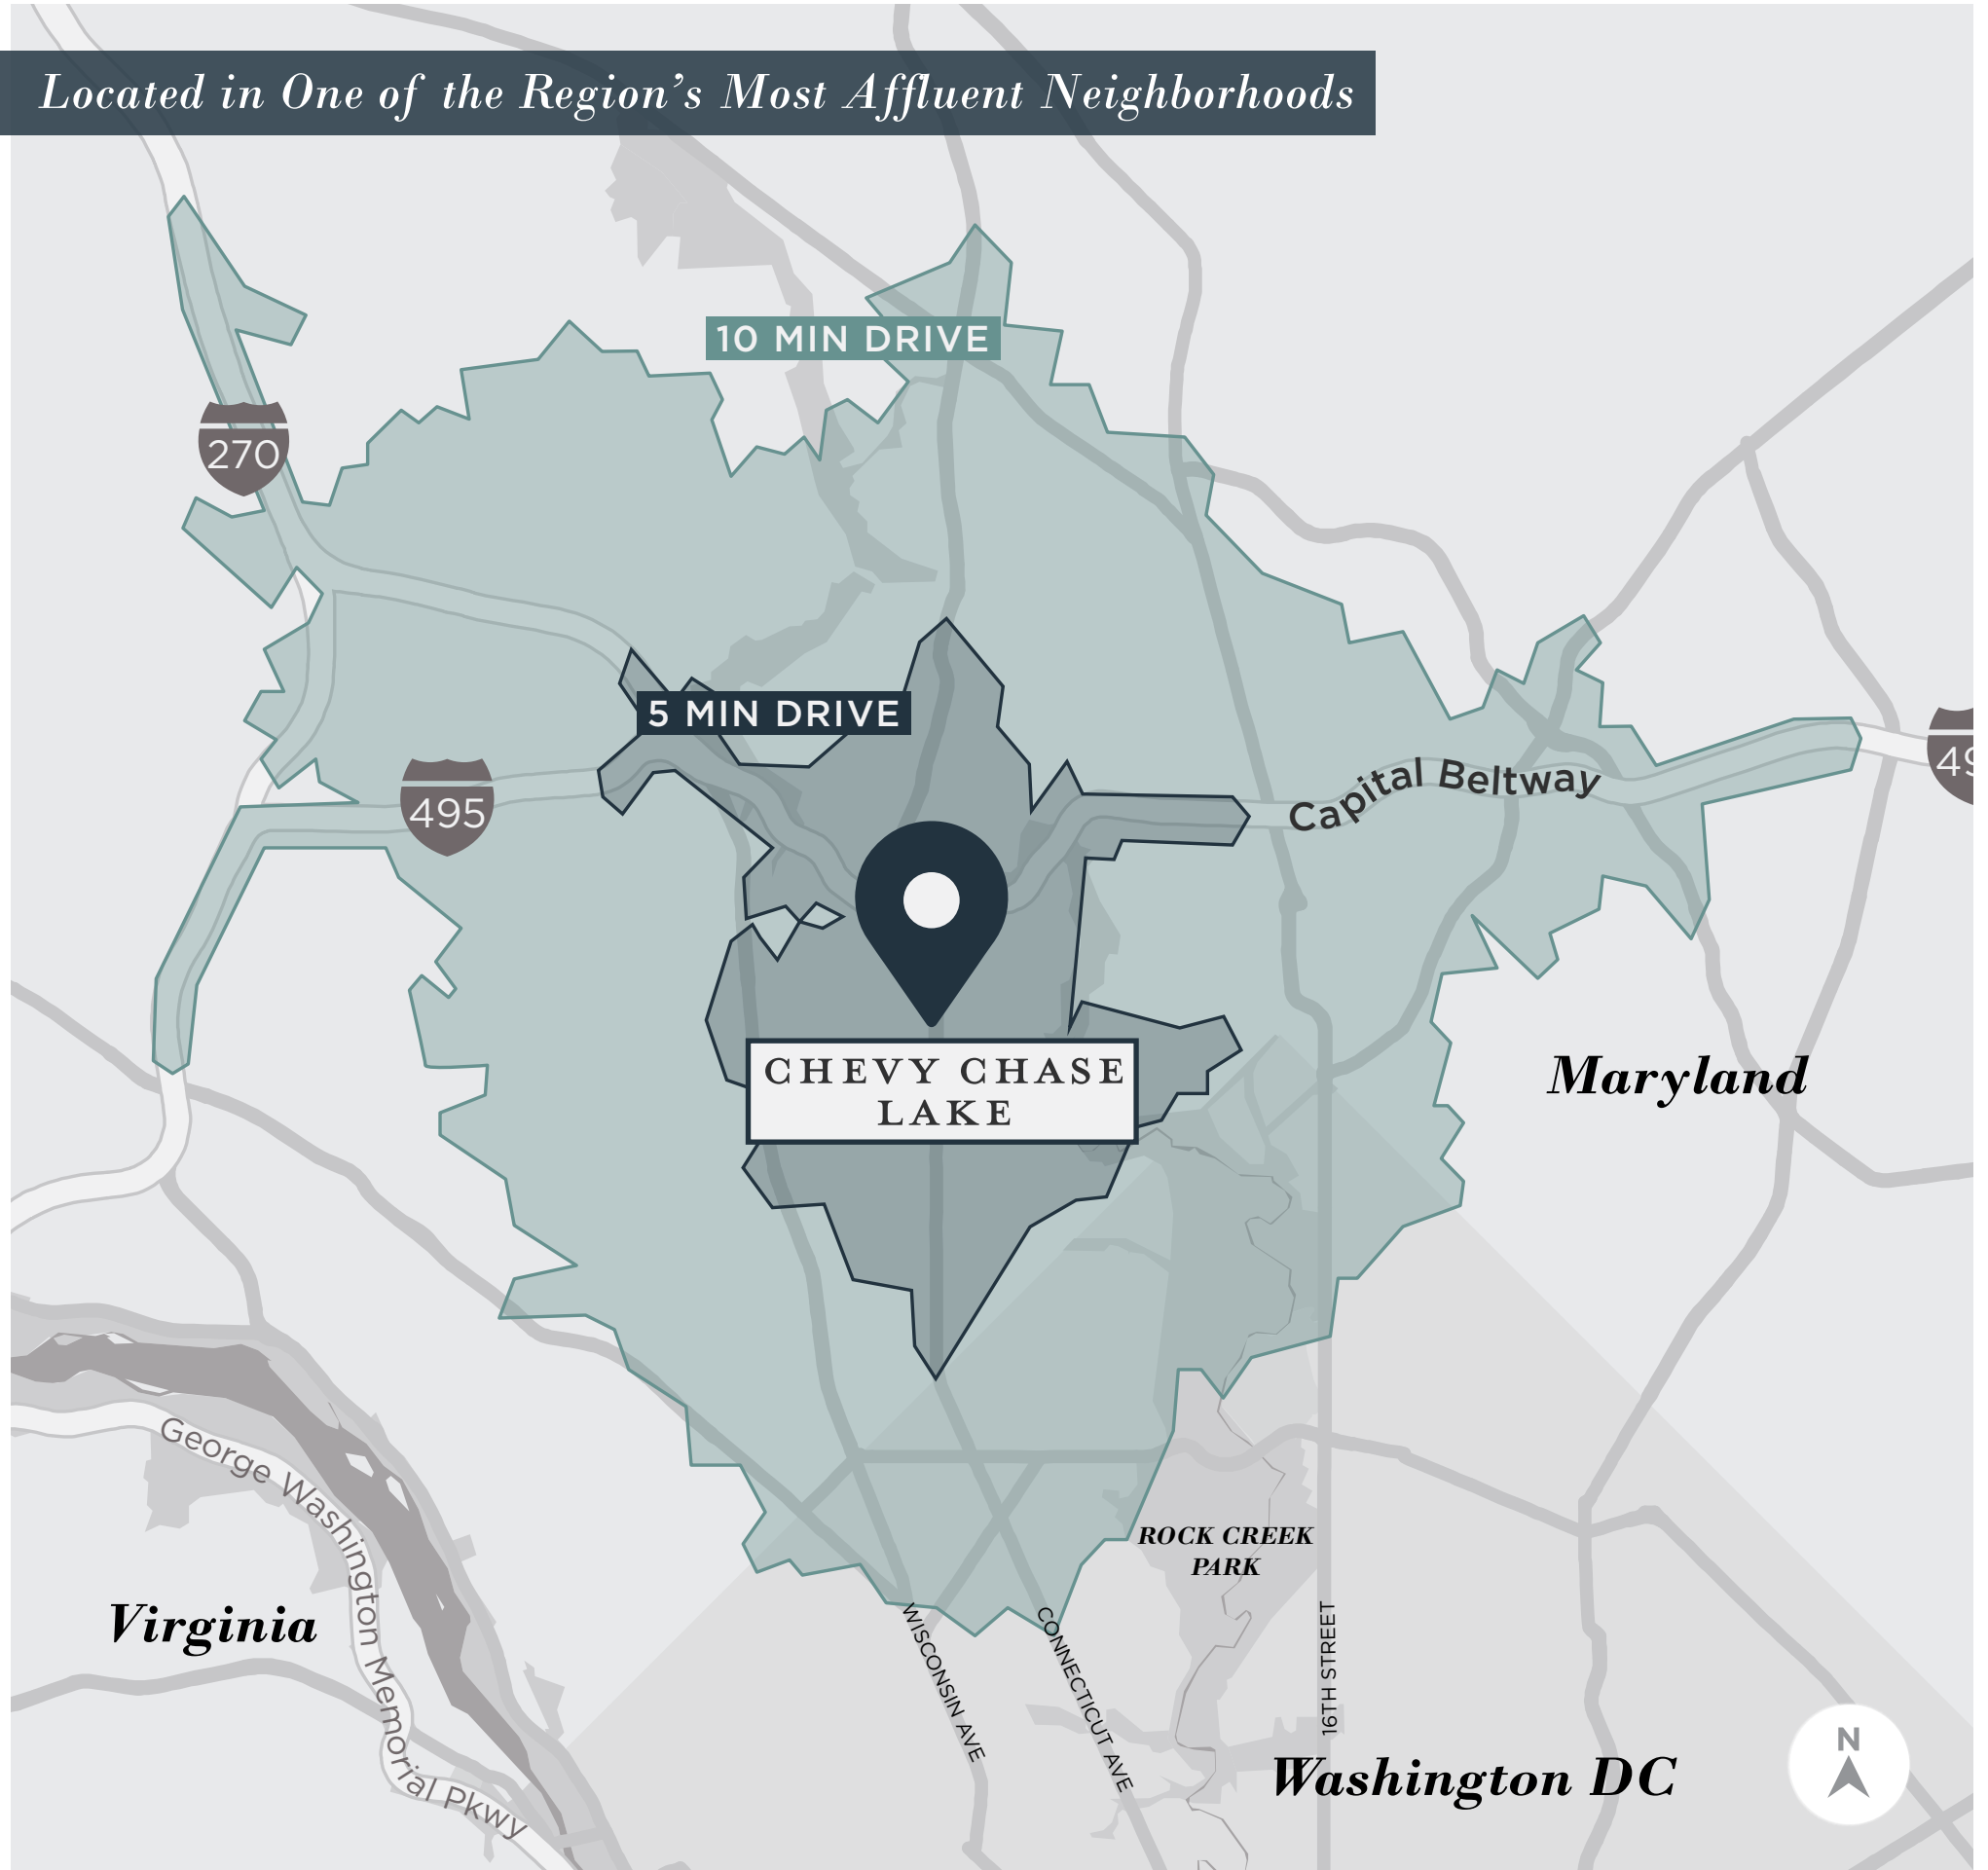 Located in One of the Region's Most Affluent Neighborhoods
10 MIN DRIVE
270
5 MIN DRIVE
495
Capital Beltway
49
CHEVY CHASE
LAKE
Maryland
George Washington Memorial Pkwy
ROCK CREEK
PARK
Virginia
WISCONSIN AVE
CONNECTICUT AVE
16TH STREET
Washington DC
N